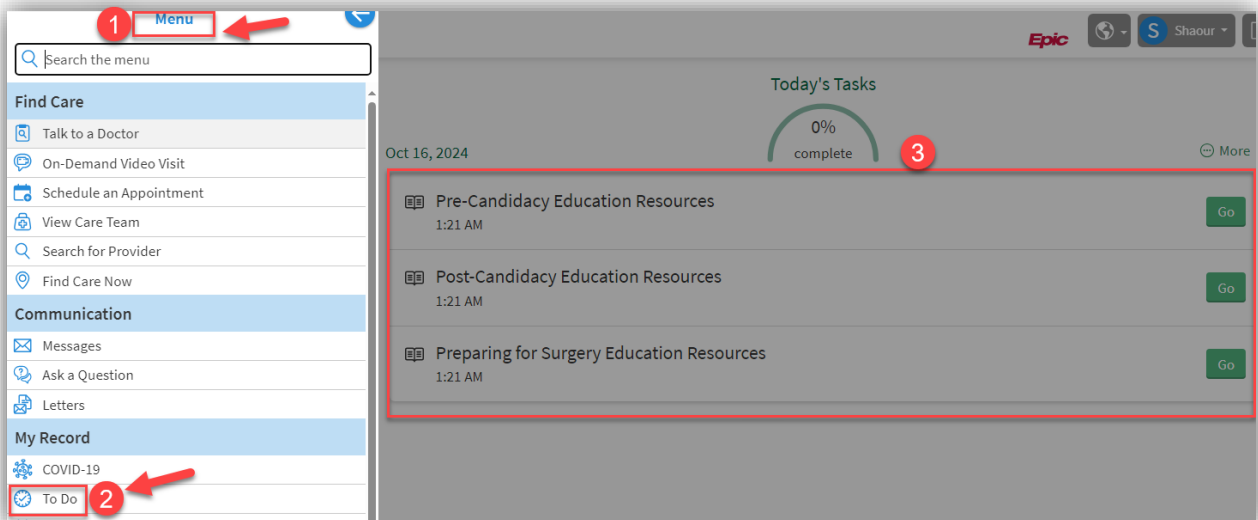 1
Menu
Search the menu
Find Care
Talk to a Doctor
On-Demand Video Visit
Schedule an Appointment
View Care Team
Search for Provider
Find Care Now
Communication
Messages
Ask a Question
Letters
My Record
COVID-19
To Do
2
Epic
S
Shaour
Today's Tasks
0%
complete
3
Oct 16, 2024
More
Pre-Candidacy Education Resources
1:21 AM
Go
Post-Candidacy Education Resources
1:21 AM
Go
Preparing for Surgery Education Resources
1:21 AM
Go